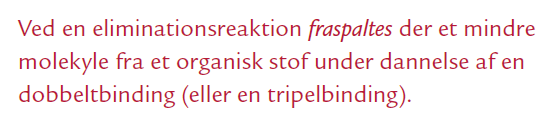 Ved en eliminationsreaktion fraspaltes der et mindre
molekyle fra et organisk stof under dannelse af en
dobbeltbinding (eller en tripelbinding).